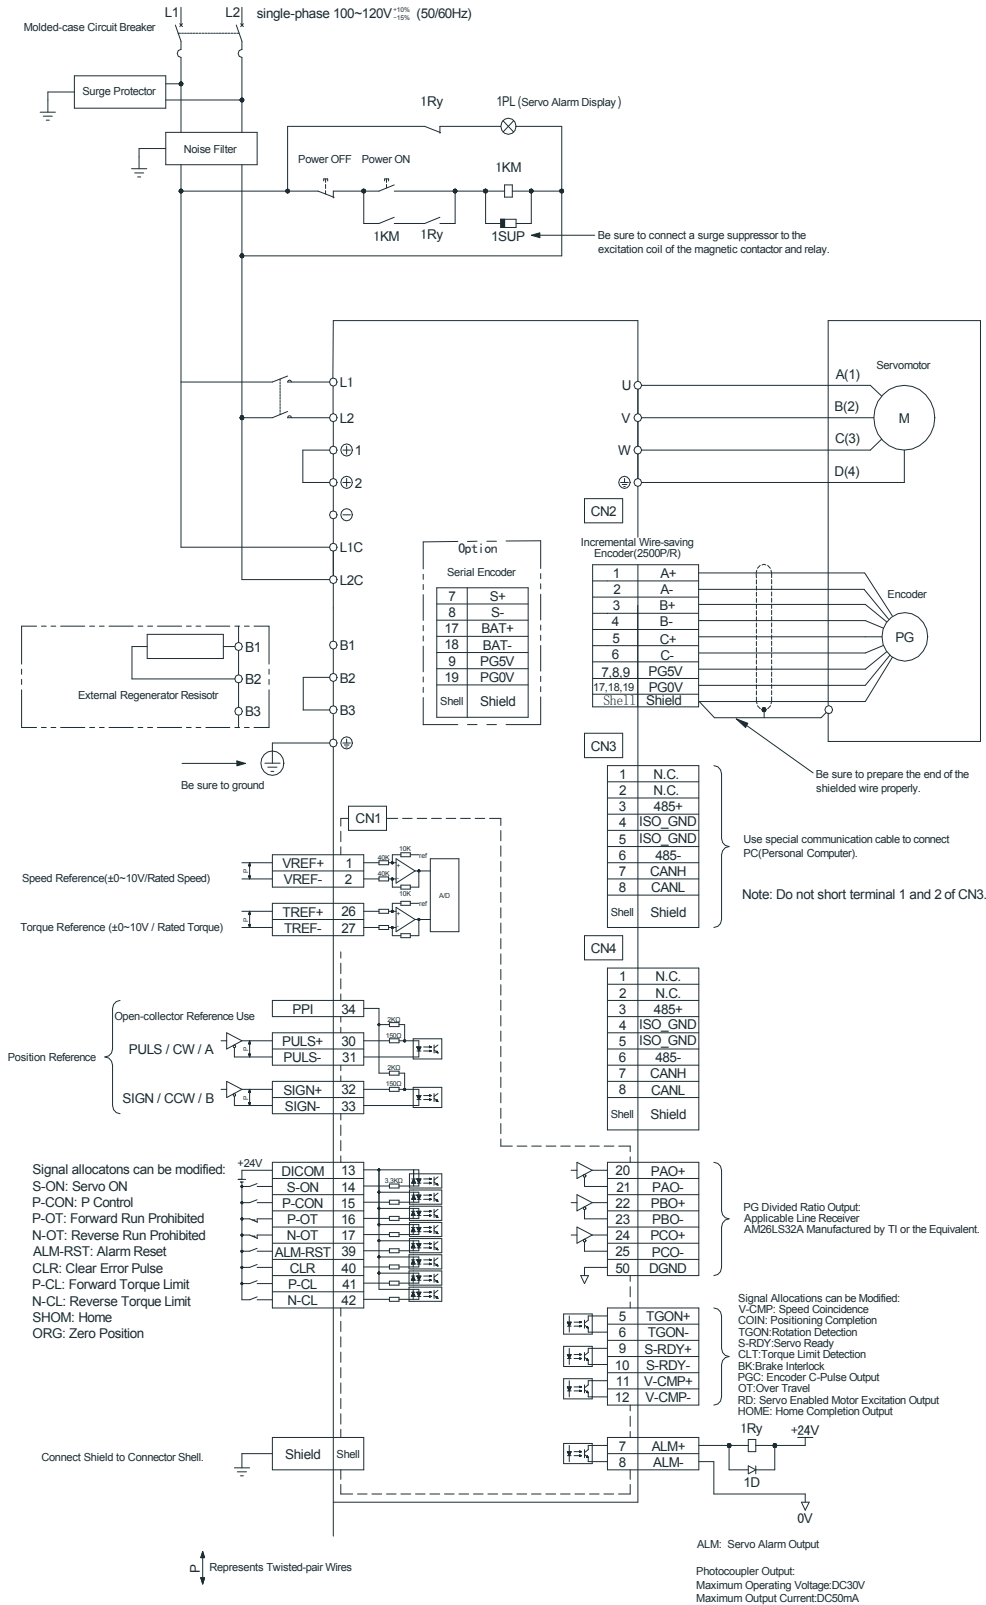 L1 L2 single-phase 100~120V +10% -15% (50/60Hz)
Molded-case Circuit Breaker
Surge Protector
Noise Filter
1Ry 1PL (Servo Alarm Display)
Power OFF Power ON
1KM
1KM 1Ry 1SUP
Be sure to connect a surge suppressor to the
excitation coil of the magnetic contactor and relay.
L1
L2
⊕ 1
⊕ 2
⊖
L1C
L2C
B1
B2
B3
B1
B2
B3
External Regenerator Resisotr
Be sure to ground
U
V
W
A(1)
B(2)
C(3)
D(4)
Servomotor
M
CN2
Incremental Wire-saving
Encoder(2500P/R)
1 A+
2 A-
3 B+
4 B-
5 C+
6 C-
7,8,9 PG5V
17,18,19 PG0V
Shell Shield
Encoder
PG
Option
Serial Encoder
7 S+
8 S-
17 BAT+
18 BAT-
9 PG5V
19 PG0V
Shell Shield
Be sure to prepare the end of the
shielded wire properly.
CN3
1 N.C.
2 N.C.
3 485+
4 ISO_GND
5 ISO_GND
6 485-
7 CANH
8 CANL
Shell Shield
Use special communication cable to connect
PC(Personal Computer).
Note: Do not short terminal 1 and 2 of CN3.
CN4
1 N.C.
2 N.C.
3 485+
4 ISO_GND
5 ISO_GND
6 485-
7 CANH
8 CANL
Shell Shield
CN1
Speed Reference(±0~10V/Rated Speed)
P
VREF+ 1
VREF- 2
40K
40K
10K
10K
ref
A/D
Torque Reference (±0~10V / Rated Torque)
P
TREF+ 26
TREF- 27
ref
Position Reference
Open-collector Reference Use
PULS / CW / A
SIGN / CCW / B
P
P
PPI 34
PULS+ 30
PULS- 31
SIGN+ 32
SIGN- 33
2KΩ
150Ω
2KΩ
150Ω
Signal allocatons can be modified:
S-ON: Servo ON
P-CON: P Control
P-OT: Forward Run Prohibited
N-OT: Reverse Run Prohibited
ALM-RST: Alarm Reset
CLR: Clear Error Pulse
P-CL: Forward Torque Limit
N-CL: Reverse Torque Limit
SHOM: Home
ORG: Zero Position
+24V
DICOM 13
S-ON 14
P-CON 15
P-OT 16
N-OT 17
ALM-RST 39
CLR 40
P-CL 41
N-CL 42
3.3KΩ
20 PAO+
21 PAO-
22 PBO+
23 PBO-
24 PCO+
25 PCO-
50 DGND
PG Divided Ratio Output:
Applicable Line Receiver
AM26LS32A Manufactured by TI or the Equivalent.
5 TGON+
6 TGON-
9 S-RDY+
10 S-RDY-
11 V-CMP+
12 V-CMP-
Signal Allocations can be Modified:
V-CMP: Speed Coincidence
COIN: Positioning Completion
TGON:Rotation Detection
S-RDY:Servo Ready
CLT:Torque Limit Detection
BK:Brake Interlock
PGC: Encoder C-Pulse Output
OT:Over Travel
RD: Servo Enabled Motor Excitation Output
HOME: Home Completion Output
7 ALM+
8 ALM-
1Ry
+24V
1D
0V
Connect Shield to Connector Shell.
Shield Shell
P Represents Twisted-pair Wires
ALM: Servo Alarm Output
Photocoupler Output:
Maximum Operating Voltage:DC30V
Maximum Output Current:DC50mA